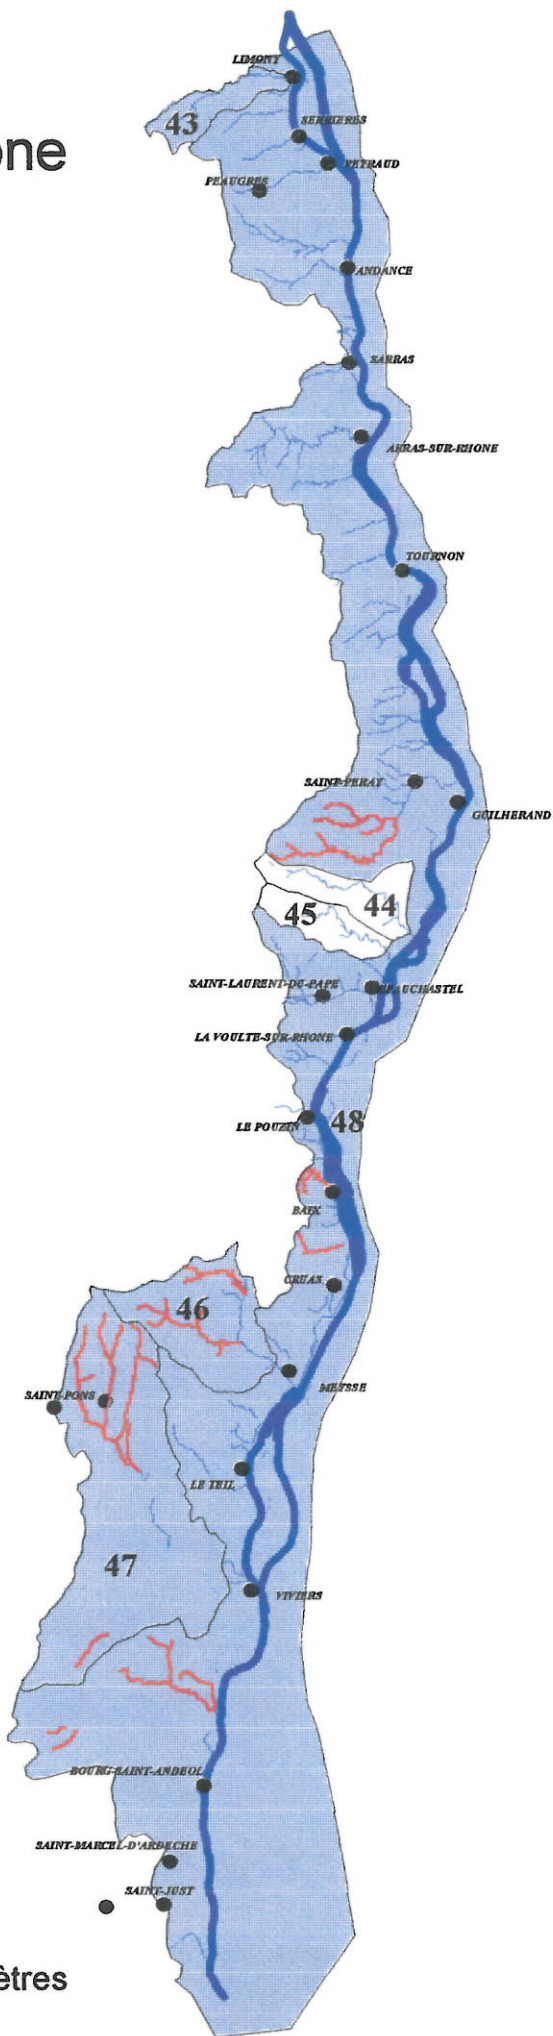 LIMONY
43
SERRIERES
one
PEYRAUD
PEAUGRES
ANDANCE
SARRAS
ARRAS-SUR-RHONE
TOURNON
SAINT-PERAY
GUILHERAND
44
45
SAINT-LAURENT-DU-PAPE
BEAUCHASTEL
LA VOULTE-SUR-RHONE
48
LE POUZIN
BAIX
CRUAS
46
MEYSSE
SAINT-PONS
LE TEIL
47
VIVIERS
BOURG-SAINT-ANDEOL
SAINT-MARCEL-D'ARDECHE
SAINT-JUST
ètres